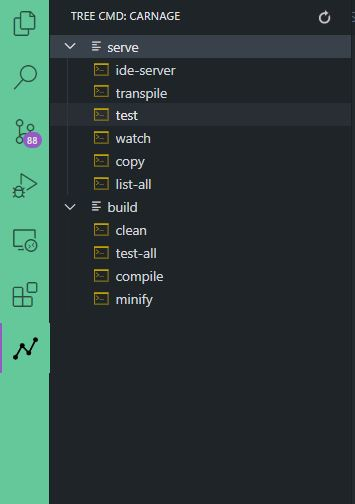 TREE CMD: CARNAGE
serve
ide-server
transpile
test
watch
copy
list-all
88
build
clean
test-all
compile
minify